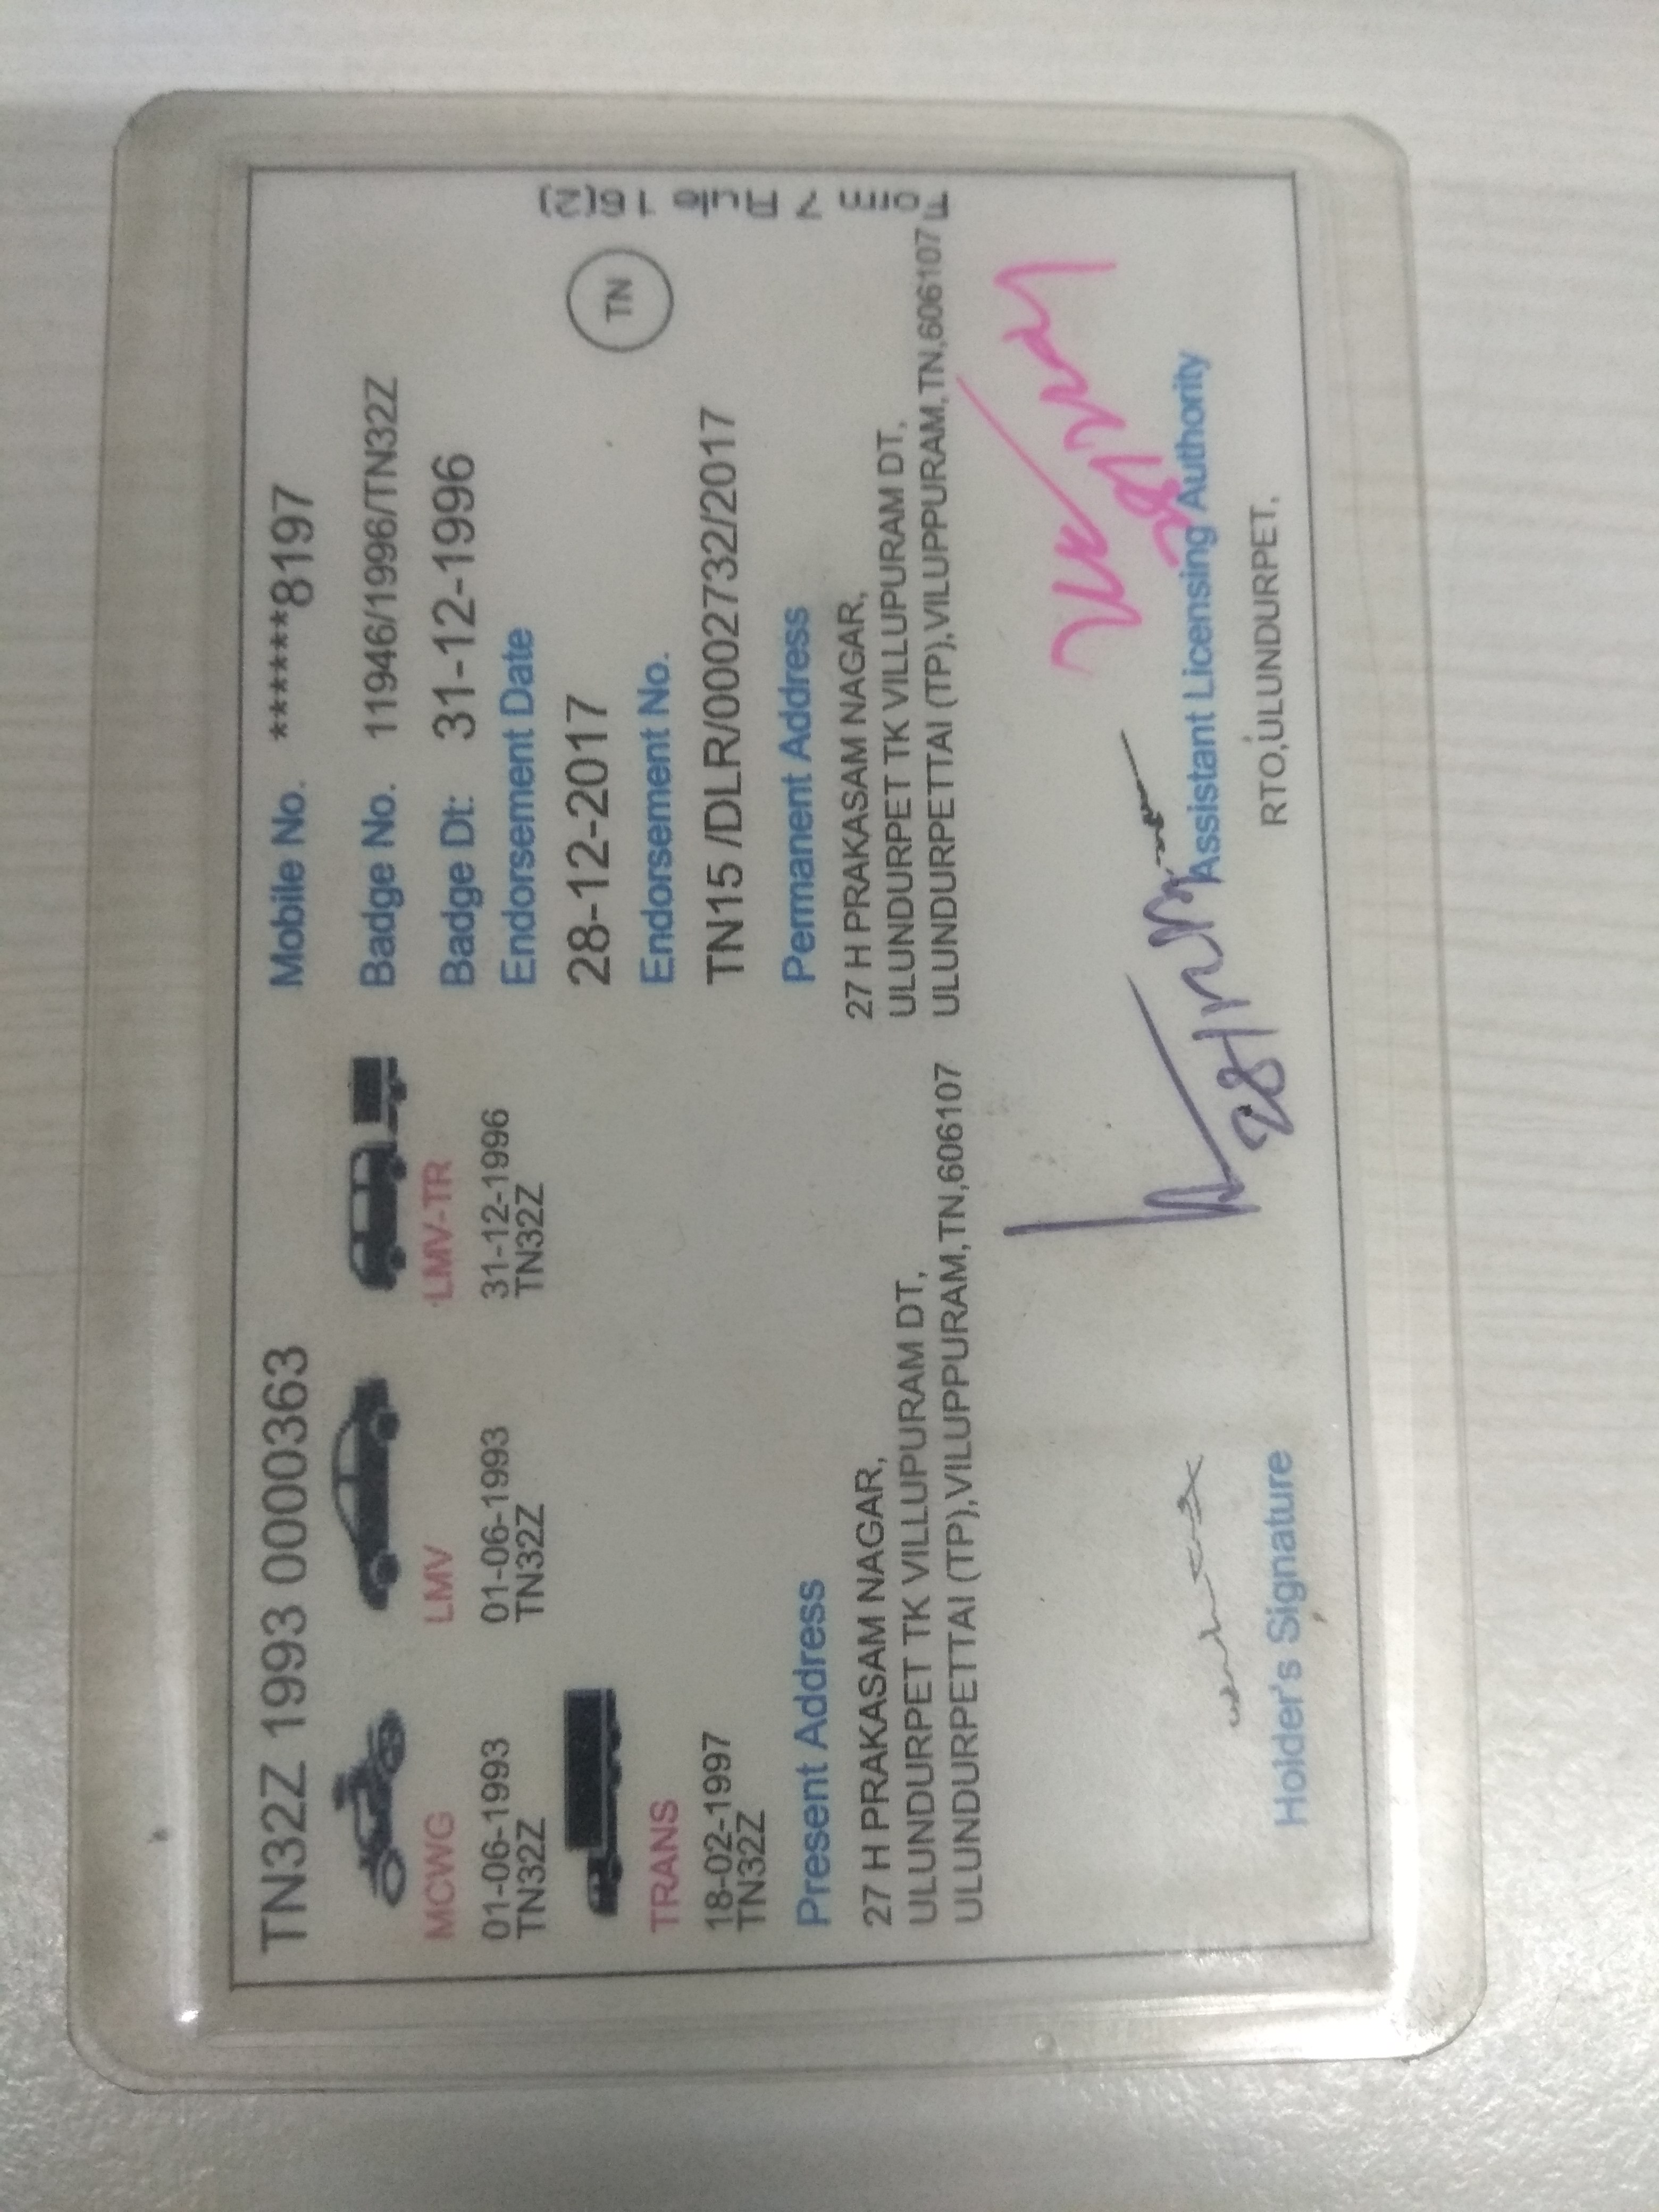 TN32Z 1993 0000363
Mobile No. ******8197
Badge No. 11946/1996/TN32Z
Badge Dt: 31-12-1996
MCWG LMV LMV-TR
01-06-1993 01-06-1993 31-12-1996
TN32Z TN32Z TN32Z
Endorsement Date
28-12-2017
TN
TRANS
18-02-1997
TN32Z
Endorsement No.
TN15 /DLR/0002732/2017
Form 7 Rule 16(2)
Present Address
27 H PRAKASAM NAGAR,
ULUNDURPET TK VILLUPURAM DT,
ULUNDURPETTAI (TP),VILUPPURAM,TN,606107
Permanent Address
27 H PRAKASAM NAGAR,
ULUNDURPET TK VILLUPURAM DT,
ULUNDURPETTAI (TP),VILUPPURAM,TN,606107
Holder's Signature
Assistant Licensing Authority
RTO,ULUNDURPET.